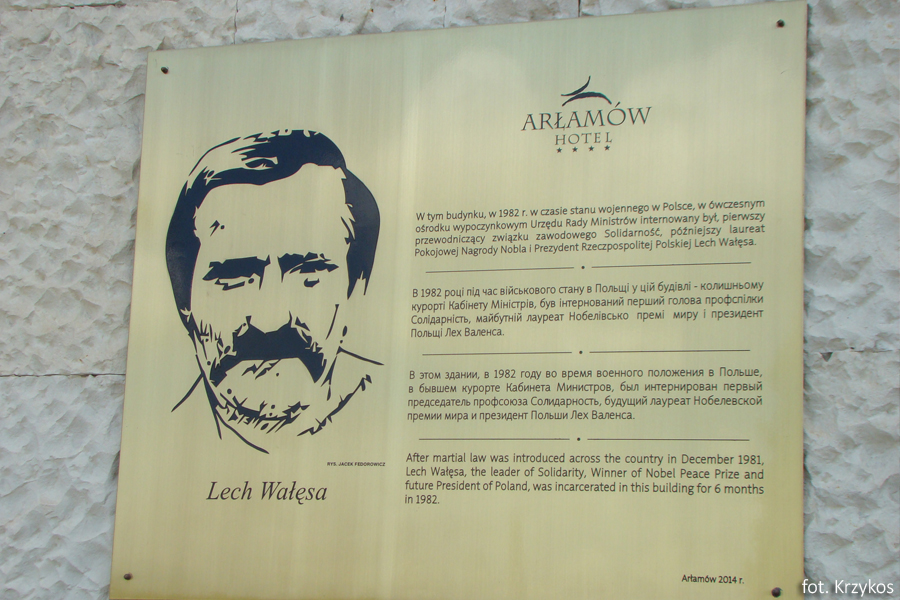 ARŁAMÓW
HOTEL
W tym budynku, w 1982 r. w czasie stanu wojennego w Polsce, w ówczesnym
ośrodku wypoczynkowym Urzędu Rady Ministrów internowany był, pierwszy
przewodniczący związku zawodowego Solidarność, późniejszy laureat
Pokojowej Nagrody Nobla i Prezydent Rzeczpospolitej Polskiej Lech Wałęsa.
В 1982 році під час військового стану в Польщі у цій будівлі - колишньому
курорті Кабінету Міністрів, був інтернований перший голова профспілки
Солідарність, майбутній лауреат Нобелівсько премі миру і президент
Польщі Лех Валенса.
В этом здании, в 1982 году во время военного положения в Польше,
в бывшем курорте Кабинета Министров, был интернирован первый
председатель профсоюза Солидарность, будущий лауреат Нобелевской
премии мира и президент Польши Лех Валенса.
After martial law was introduced across the country in December 1981,
Lech Wałęsa, the leader of Solidarity, Winner of Nobel Peace Prize and
future President of Poland, was incarcerated in this building for 6 months
in 1982.
RYS. JACEK FEDOROWICZ
Lech Wałęsa
Arłamów 2014 r.
fot. Krzykos